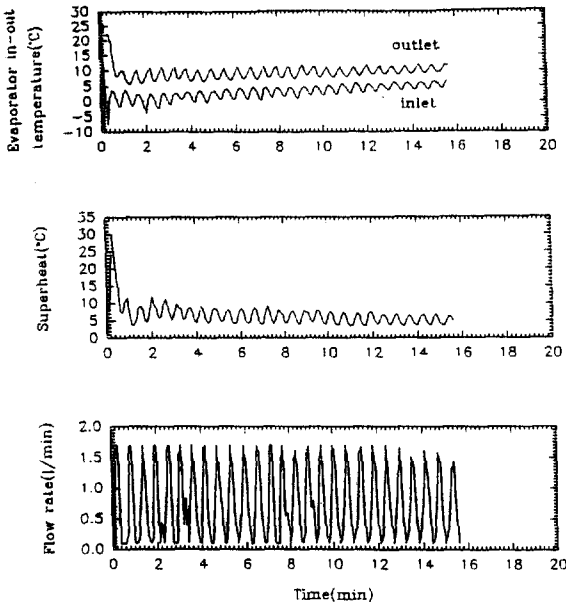 Evaporator in-out
temperature(°C)
30
25
20
15
10
5
0
−5
−10
outlet
inlet
0 2 4 6 8 10 12 14 16 18 20
Superheat(°C)
35
30
25
20
15
10
5
0
0 2 4 6 8 10 12 14 16 18 20
Flow rate(l/min)
2.0
1.5
1.0
0.5
0.0
0 2 4 6 8 10 12 14 16 18 20
Time(min)